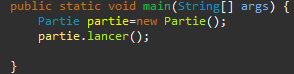 public static void main(String[] args) {
Partie partie=new Partie();
partie.lancer();
}